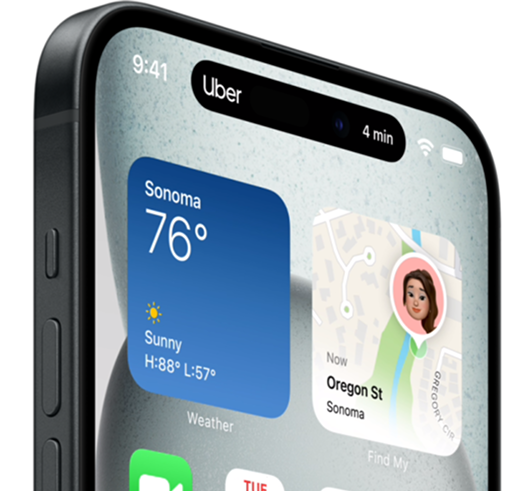 9:41
Uber
4 min
Sonoma
76°
Sunny
H:88° L:57°
Weather
Now
Oregon St
Sonoma
GREGORY CIR
Find My
TUE